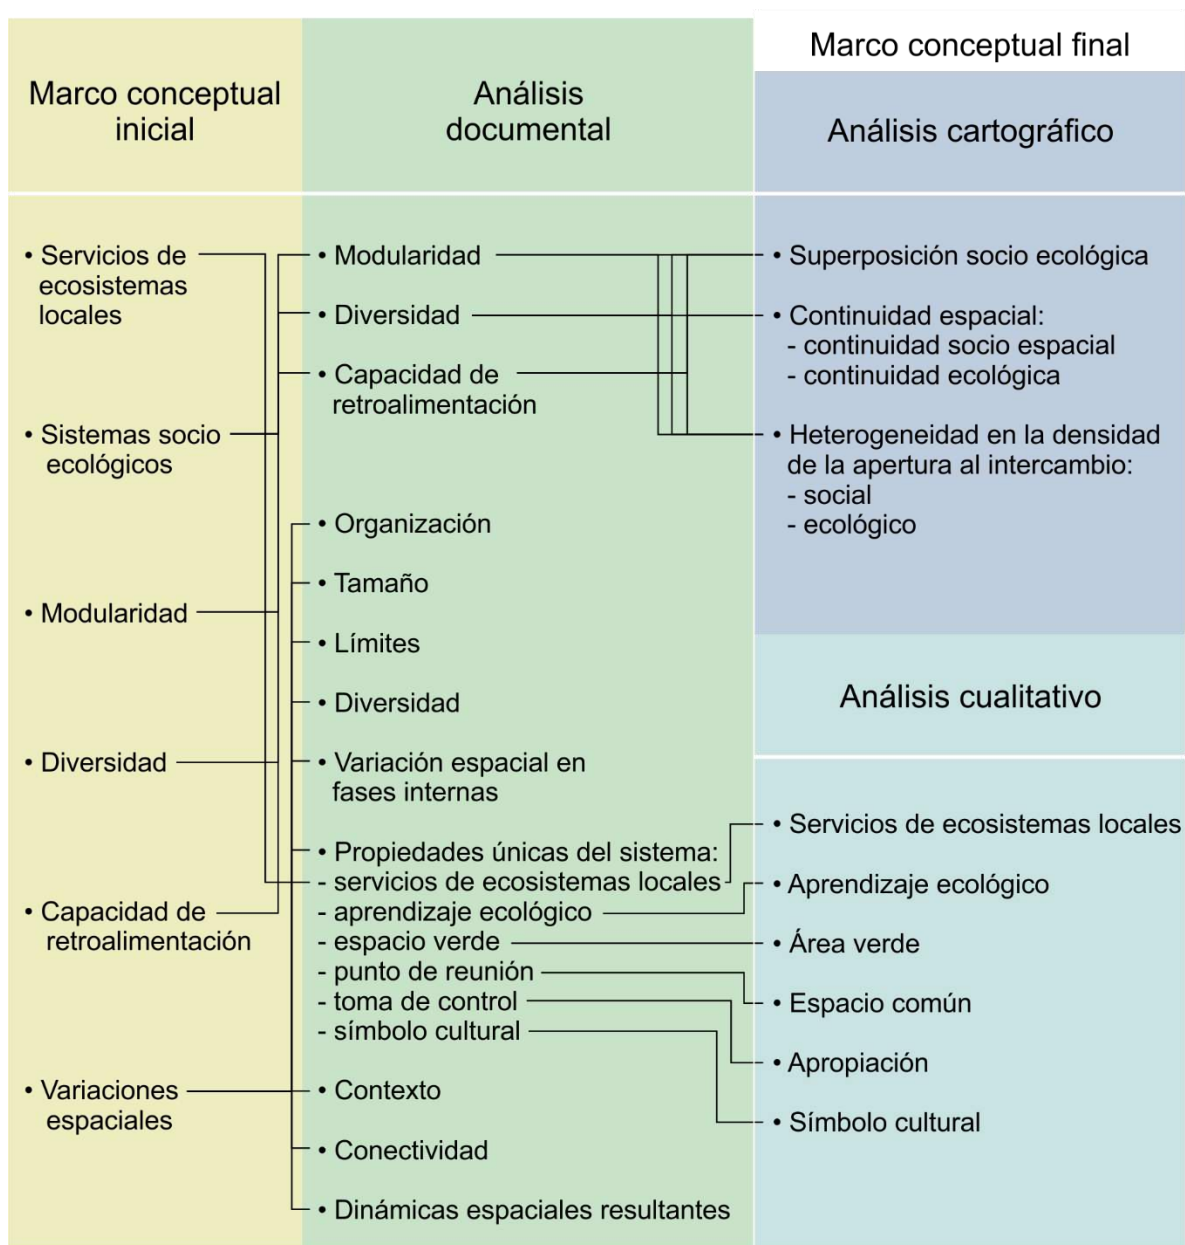 Marco conceptual
inicial
• Servicios de
ecosistemas
locales
• Sistemas socio
ecológicos
• Modularidad
• Diversidad
• Capacidad de
retroalimentación
• Variaciones
espaciales
Análisis
documental
• Modularidad
• Diversidad
• Capacidad de
retroalimentación
• Organización
• Tamaño
• Límites
• Diversidad
• Variación espacial en
fases internas
• Propiedades únicas del sistema:
- servicios de ecosistemas locales
- aprendizaje ecológico
- espacio verde
- punto de reunión
- toma de control
- símbolo cultural
• Contexto
• Conectividad
• Dinámicas espaciales resultantes
Marco conceptual final
Análisis cartográfico
• Superposición socio ecológica
• Continuidad espacial:
- continuidad socio espacial
- continuidad ecológica
• Heterogeneidad en la densidad
de la apertura al intercambio:
- social
- ecológico
Análisis cualitativo
• Servicios de ecosistemas locales
• Aprendizaje ecológico
• Área verde
• Espacio común
• Apropiación
• Símbolo cultural